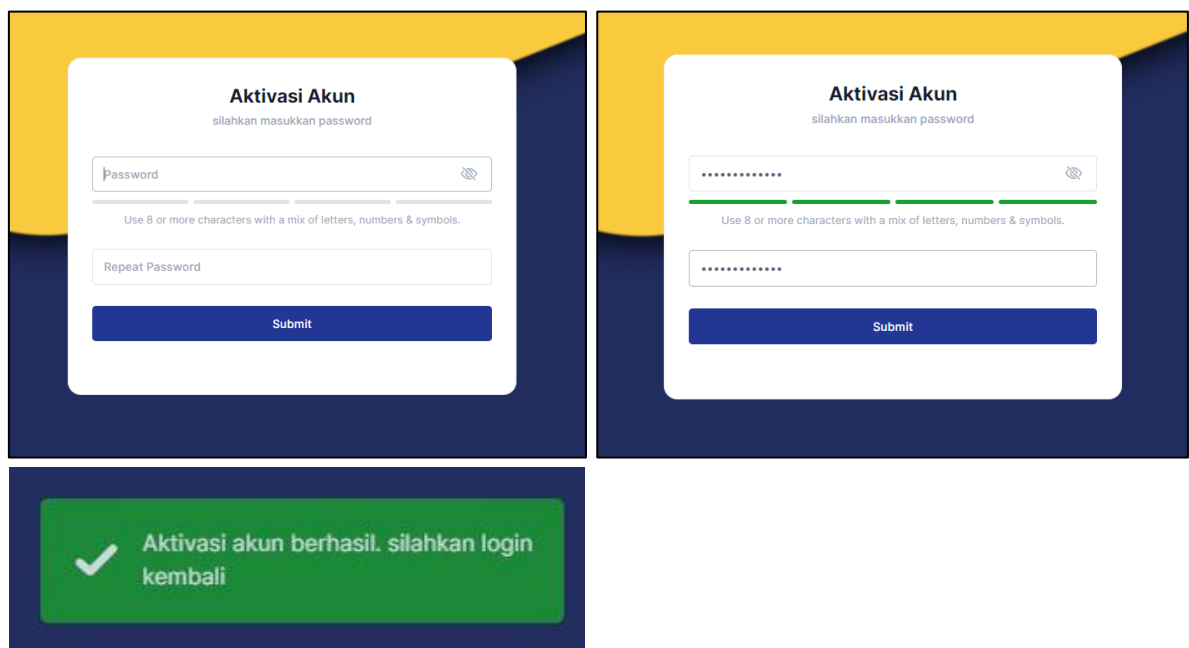 Aktivasi Akun
silahkan masukkan password
Password
Use 8 or more characters with a mix of letters, numbers & symbols.
Repeat Password
Submit
Aktivasi Akun
silahkan masukkan password
•••••••••••••
Use 8 or more characters with a mix of letters, numbers & symbols.
•••••••••••••
Submit
Aktivasi akun berhasil. silahkan login
kembali